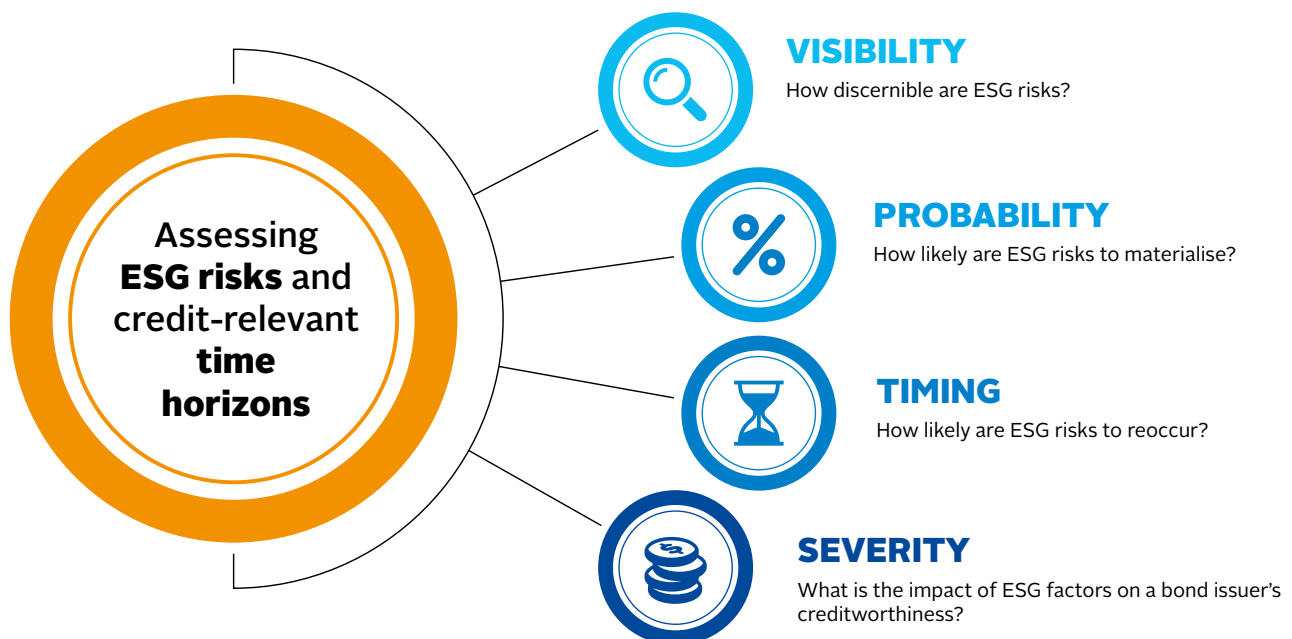 Assessing
ESG risks and
credit-relevant
time
horizons
VISIBILITY
How discernible are ESG risks?
PROBABILITY
How likely are ESG risks to materialise?
TIMING
How likely are ESG risks to reoccur?
SEVERITY
What is the impact of ESG factors on a bond issuer’s
creditworthiness?